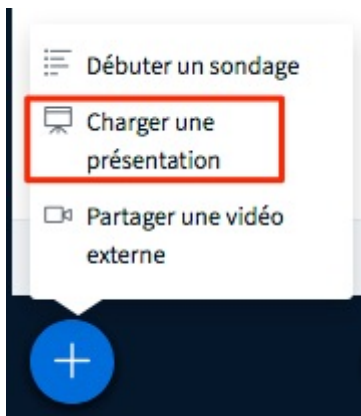 Débuter un sondage
Charger une
présentation
Partager une vidéo
externe